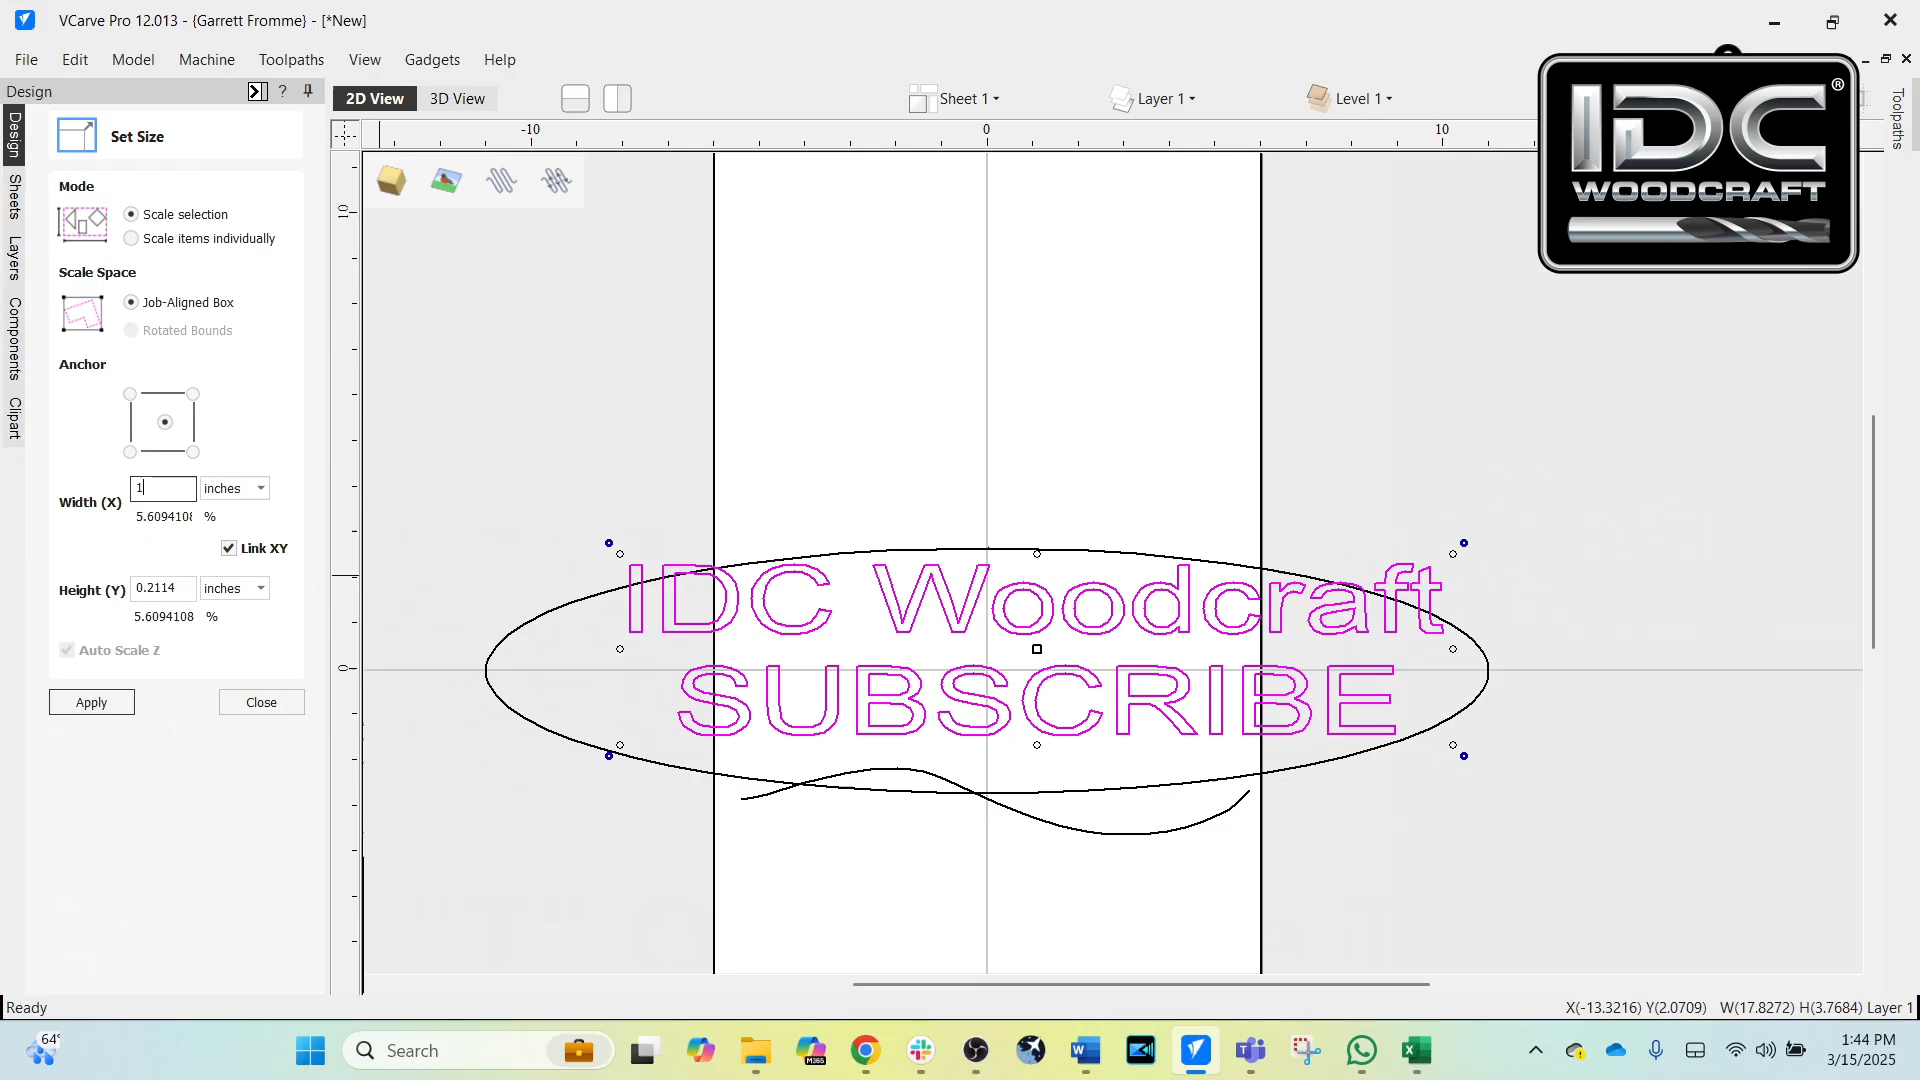 VCarve Pro 12.013 - {Garrett Fromme} - [*New]
File Edit Model Machine Toolpaths View Gadgets Help
Design ?
2D View 3D View Sheet 1 Layer 1 Level 1
-10 0 10
10
0
Design
Sheets
Layers
Components
Clipart
Toolpaths
Set Size
Mode
Scale selection
Scale items individually
Scale Space
Job-Aligned Box
Rotated Bounds
Anchor
Width (X) 1 inches
5.6094108 %
Link XY
Height (Y) 0.2114 inches
5.6094108 %
Auto Scale Z
Apply Close
IDC ®
WOODCRAFT
IDC Woodcraft
SUBSCRIBE
Ready
X(-13.3216) Y(2.0709) W(17.8272) H(3.7684) Layer 1
64°
Search
M365
1:44 PM
3/15/2025